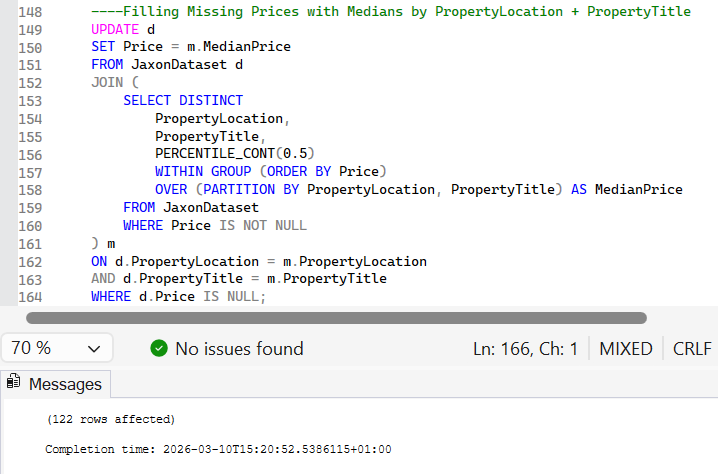 148 ----Filling Missing Prices with Medians by PropertyLocation + PropertyTitle
149 UPDATE d
150 SET Price = m.MedianPrice
151 FROM JaxonDataset d
152 JOIN (
153 SELECT DISTINCT
154 PropertyLocation,
155 PropertyTitle,
156 PERCENTILE_CONT(0.5)
157 WITHIN GROUP (ORDER BY Price)
158 OVER (PARTITION BY PropertyLocation, PropertyTitle) AS MedianPrice
159 FROM JaxonDataset
160 WHERE Price IS NOT NULL
161 ) m
162 ON d.PropertyLocation = m.PropertyLocation
163 AND d.PropertyTitle = m.PropertyTitle
164 WHERE d.Price IS NULL;
70 % No issues found Ln: 166, Ch: 1 MIXED CRLF
Messages
(122 rows affected)
Completion time: 2026-03-10T15:20:52.5386115+01:00